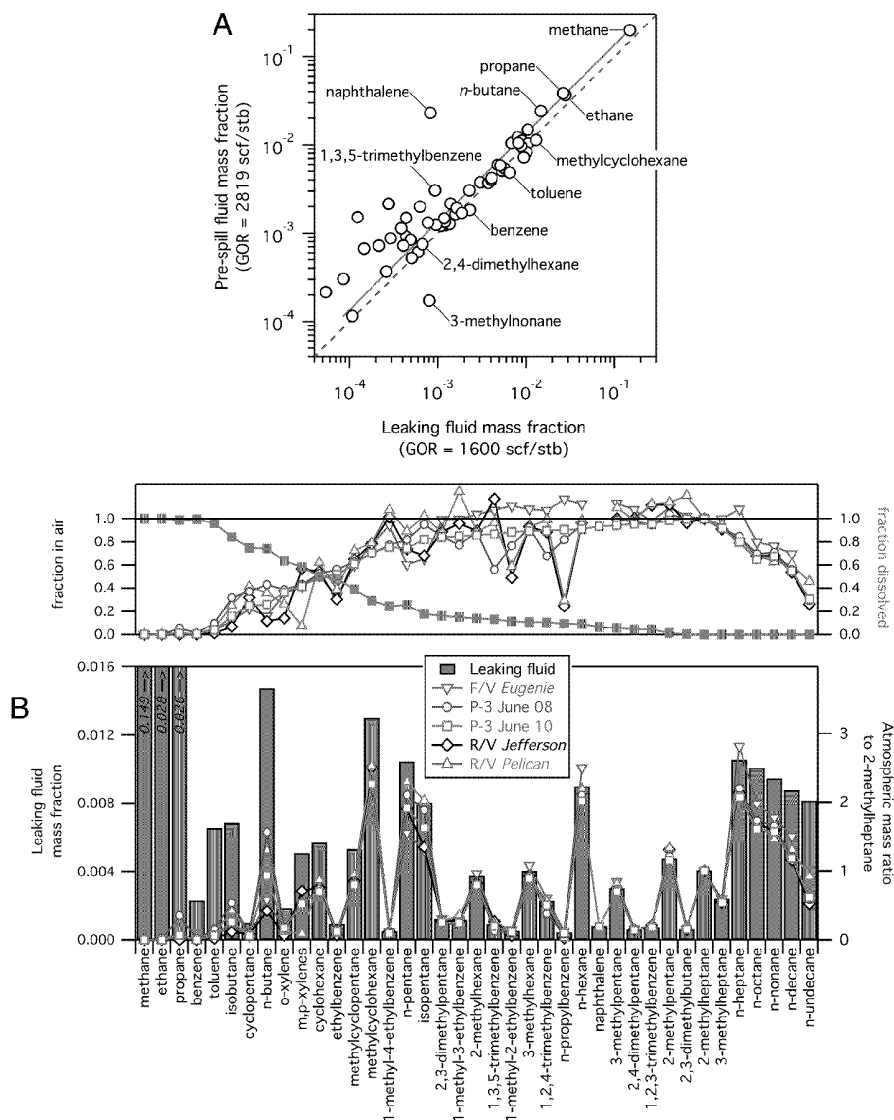 A
methane
propane
n-butane
naphthalene
ethane
1,3,5-trimethylbenzene
methylcyclohexane
toluene
benzene
2,4-dimethylhexane
3-methylnonane
Pre-spill fluid mass fraction
(GOR = 2819 scf/stb)
10⁻¹
10⁻²
10⁻³
10⁻⁴
10⁻⁴ 10⁻³ 10⁻² 10⁻¹
Leaking fluid mass fraction
(GOR = 1600 scf/stb)
fraction in air
1.0
0.8
0.6
0.4
0.2
0.0
1.0
0.8
0.6
0.4
0.2
0.0
fraction dissolved
B
Leaking fluid
mass fraction
0.016
0.012
0.008
0.004
0.000
0.149 -->
0.028 -->
0.026 -->
Leaking fluid
F/V Eugenie
P-3 June 08
P-3 June 10
R/V Jefferson
R/V Pelican
3
2
1
0
Atmospheric mass ratio
to 2-methylheptane
methane
ethane
propane
benzene
toluene
isobutane
cyclopentane
n-butane
o-xylene
m,p-xylenes
cyclohexane
ethylbenzene
methylcyclopentane
methylcyclohexane
1-methyl-4-ethylbenzene
n-pentane
isopentane
2,3-dimethylpentane
1-methyl-3-ethylbenzene
2-methylhexane
1,3,5-trimethylbenzene
1-methyl-2-ethylbenzene
3-methylhexane
1,2,4-trimethylbenzene
n-propylbenzene
n-hexane
naphthalene
3-methylpentane
2,4-dimethylpentane
1,2,3-trimethylbenzene
2-methylpentane
2,3-dimethylbutane
2-methylheptane
3-methylheptane
n-heptane
n-octane
n-nonane
n-decane
n-undecane